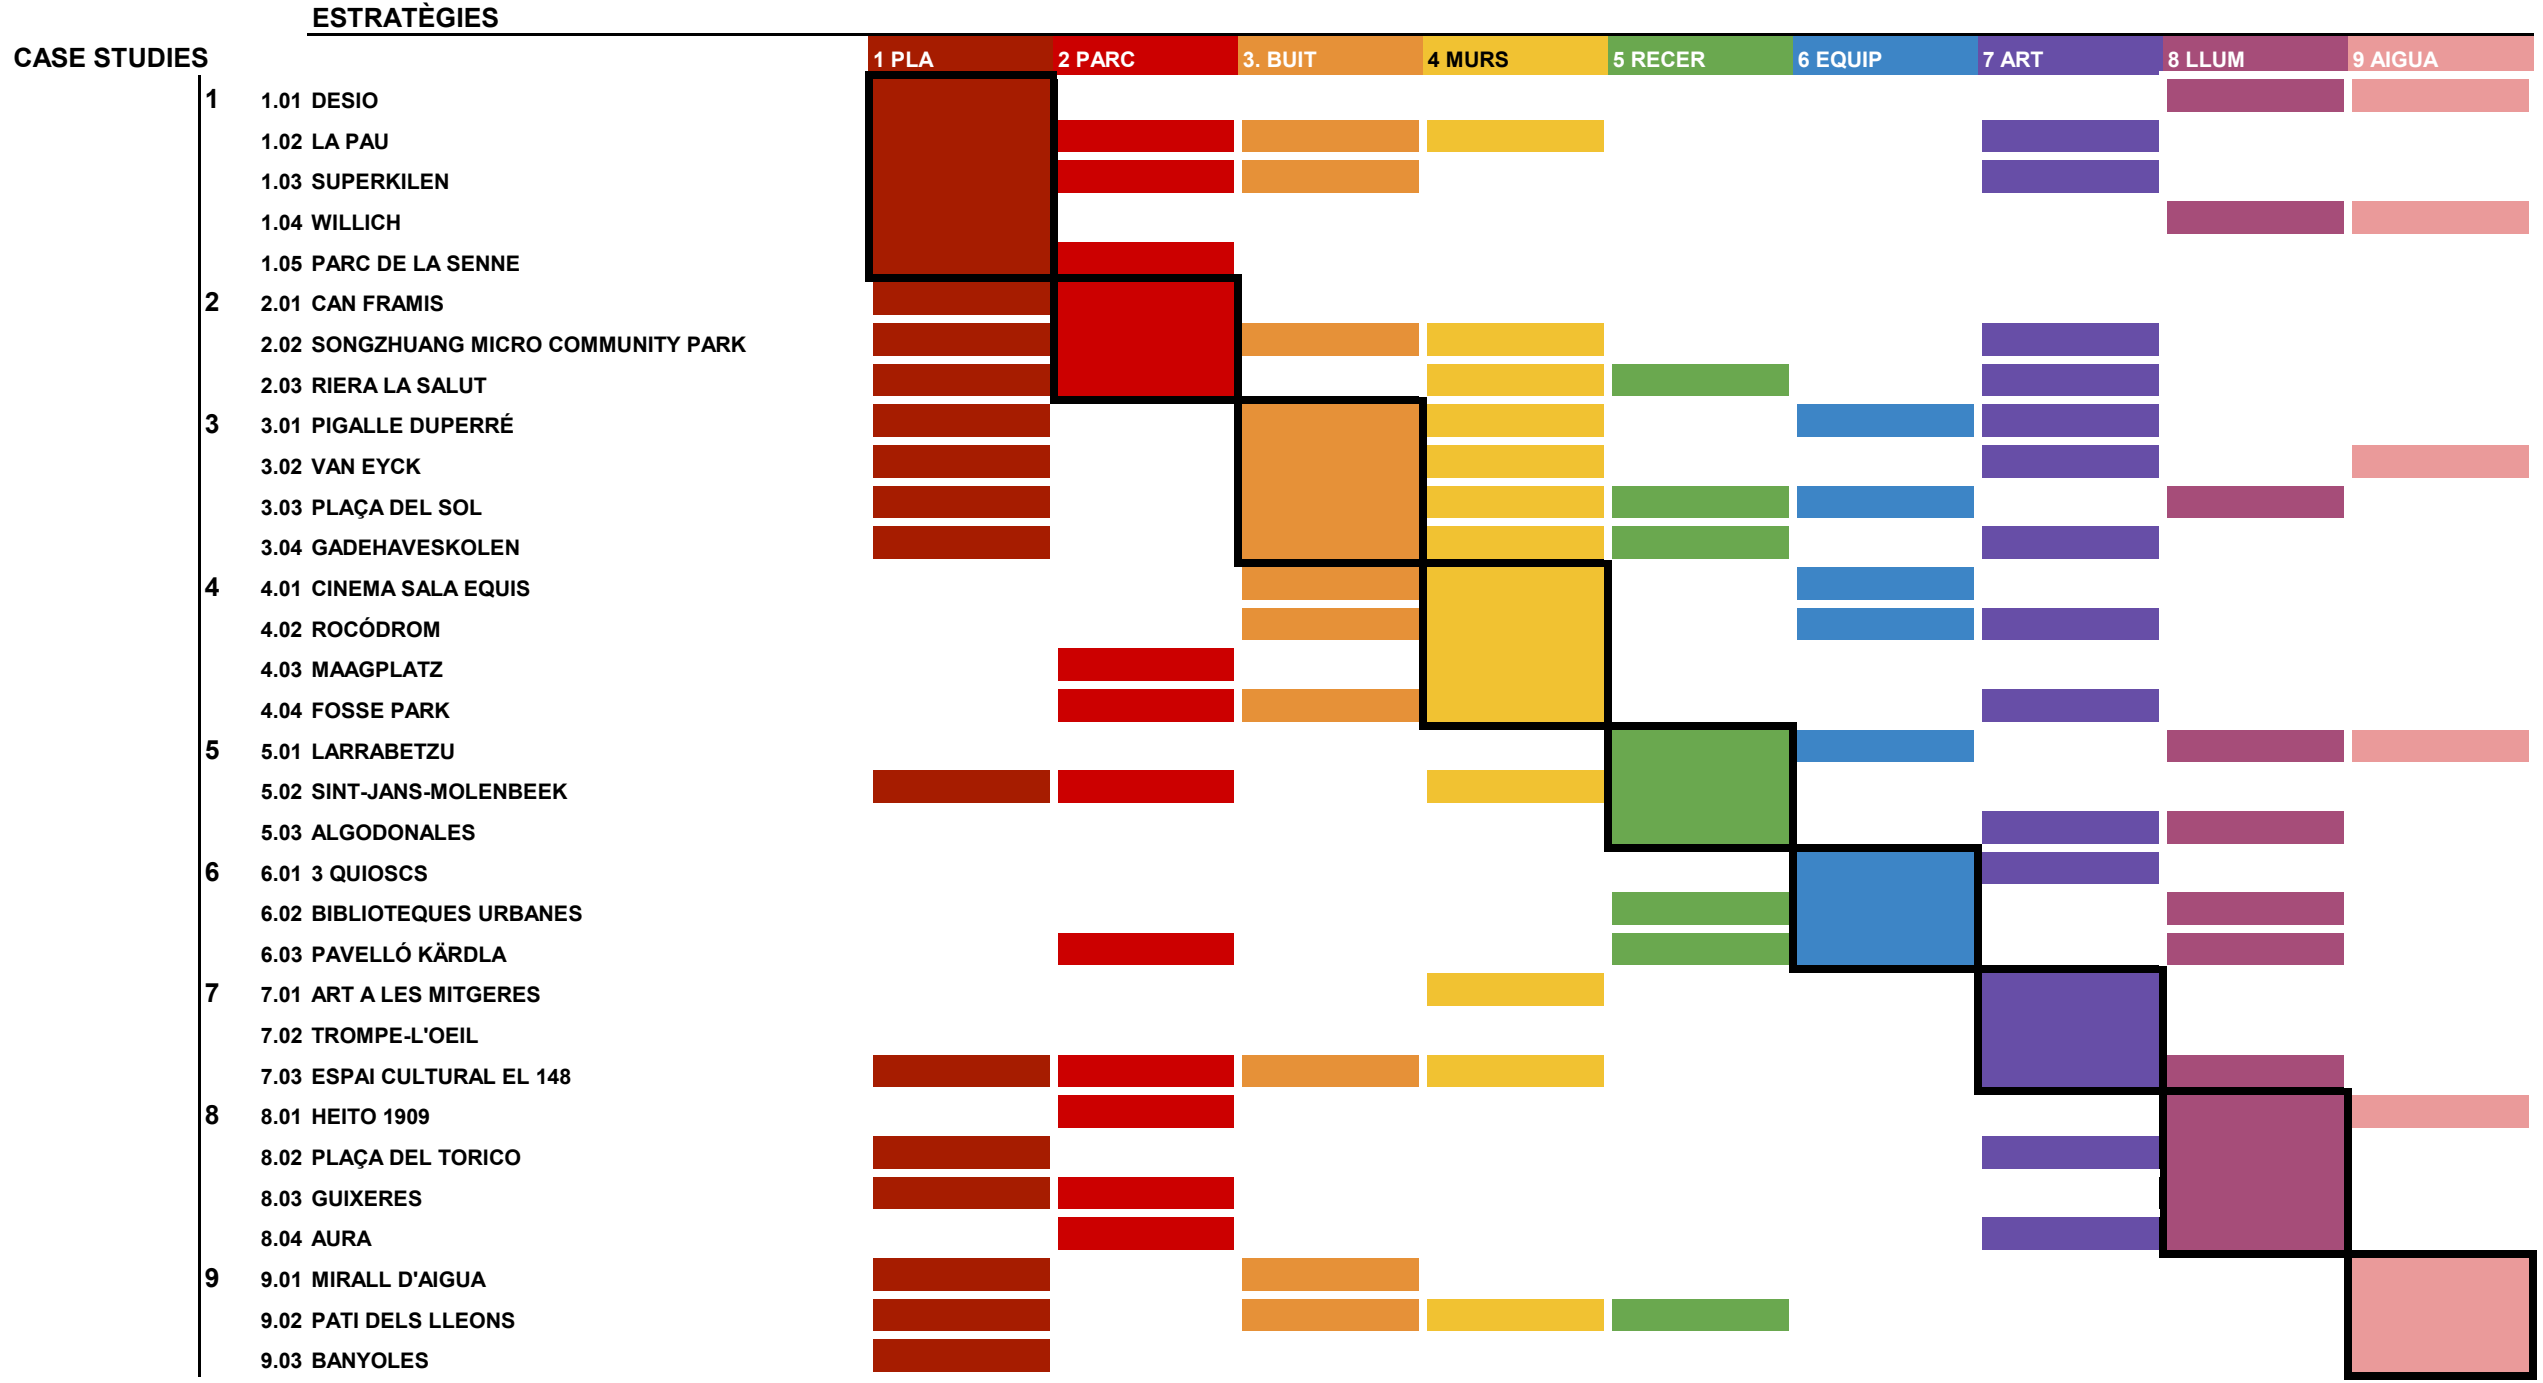 ESTRATÈGIES
CASE STUDIES 1 PLA 2 PARC 3. BUIT 4 MURS 5 RECER 6 EQUIP 7 ART 8 LLUM 9 AIGUA
1 1.01 DESIO
1.02 LA PAU
1.03 SUPERKILEN
1.04 WILLICH
1.05 PARC DE LA SENNE
2 2.01 CAN FRAMIS
2.02 SONGZHUANG MICRO COMMUNITY PARK
2.03 RIERA LA SALUT
3 3.01 PIGALLE DUPERRÉ
3.02 VAN EYCK
3.03 PLAÇA DEL SOL
3.04 GADEHAVESKOLEN
4 4.01 CINEMA SALA EQUIS
4.02 ROCÓDROM
4.03 MAAGPLATZ
4.04 FOSSE PARK
5 5.01 LARRABETZU
5.02 SINT-JANS-MOLENBEEK
5.03 ALGODONALES
6 6.01 3 QUIOSCS
6.02 BIBLIOTEQUES URBANES
6.03 PAVELLÓ KÄRDLA
7 7.01 ART A LES MITGERES
7.02 TROMPE-L'OEIL
7.03 ESPAI CULTURAL EL 148
8 8.01 HEITO 1909
8.02 PLAÇA DEL TORICO
8.03 GUIXERES
8.04 AURA
9 9.01 MIRALL D'AIGUA
9.02 PATI DELS LLEONS
9.03 BANYOLES